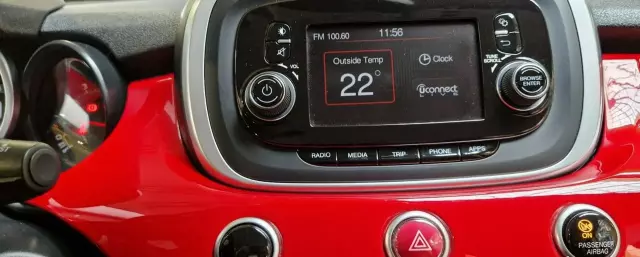 FM 100.60
11:56
Outside Temp
22°
Clock
uconnect
VOL
TUNE
SCROLL
BROWSE
ENTER
RADIO
MEDIA
TRIP
PHONE
APPS
ON
PASSENGER
AIRBAG